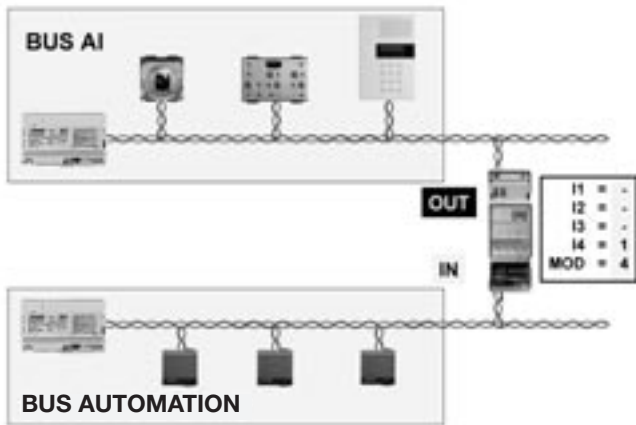 BUS AI
OUT
I1 = -
I2 = -
I3 = -
I4 = 1
MOD = 4
IN
BUS AUTOMATION